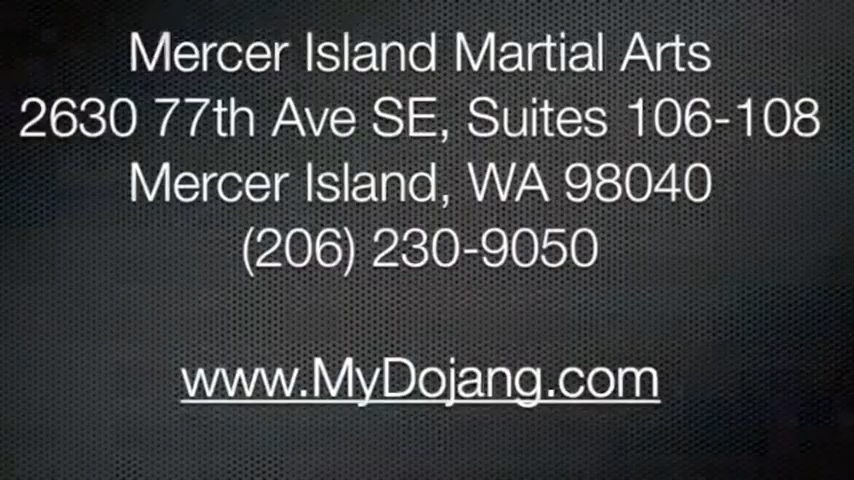 Mercer Island Martial Arts
2630 77th Ave SE, Suites 106-108
Mercer Island, WA 98040
(206) 230-9050
www.MyDojang.com